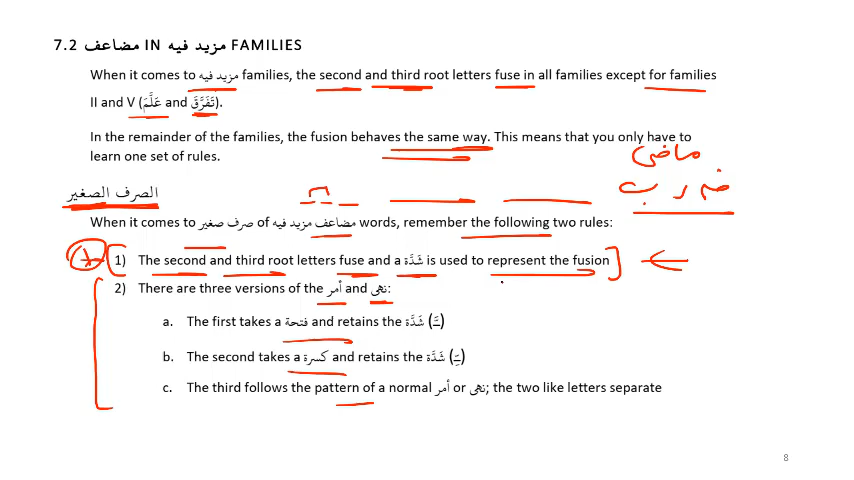 7.2 مضاعف IN مزيد فيه FAMILIES
When it comes to مزيد فيه families, the second and third root letters fuse in all families except for families
II and V (عَلَّمَ and تَفَرَّقَ).
In the remainder of the families, the fusion behaves the same way. This means that you only have to
learn one set of rules.
ماضى
ض ر ب
الصرف الصغير
When it comes to صرف صغير of مضاعف مزيد فيه words, remember the following two rules:
1) The second and third root letters fuse and a شَدَّة is used to represent the fusion
2) There are three versions of the أمر and نهى:
a. The first takes a فتحة and retains the شَدَّة (ـَّ)
b. The second takes a كسرة and retains the شَدَّة (ـِّ)
c. The third follows the pattern of a normal أمر or نهى; the two like letters separate
8